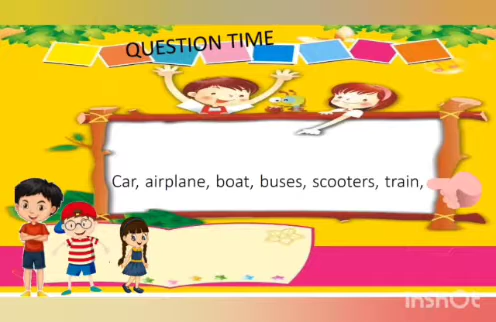 QUESTION TIME
Car, airplane, boat, buses, scooters, train,
INSHOT